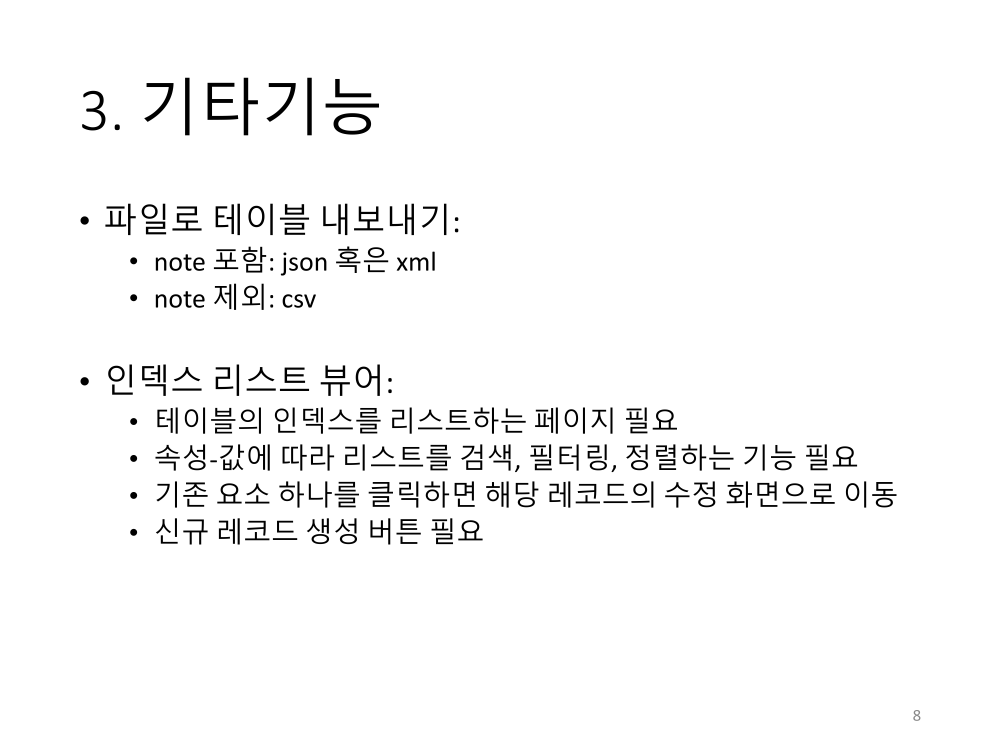 3. 기타기능
• 파일로 테이블 내보내기:
• note 포함: json 혹은 xml
• note 제외: csv
• 인덱스 리스트 뷰어:
• 테이블의 인덱스를 리스트하는 페이지 필요
• 속성-값에 따라 리스트를 검색, 필터링, 정렬하는 기능 필요
• 기존 요소 하나를 클릭하면 해당 레코드의 수정 화면으로 이동
• 신규 레코드 생성 버튼 필요
8